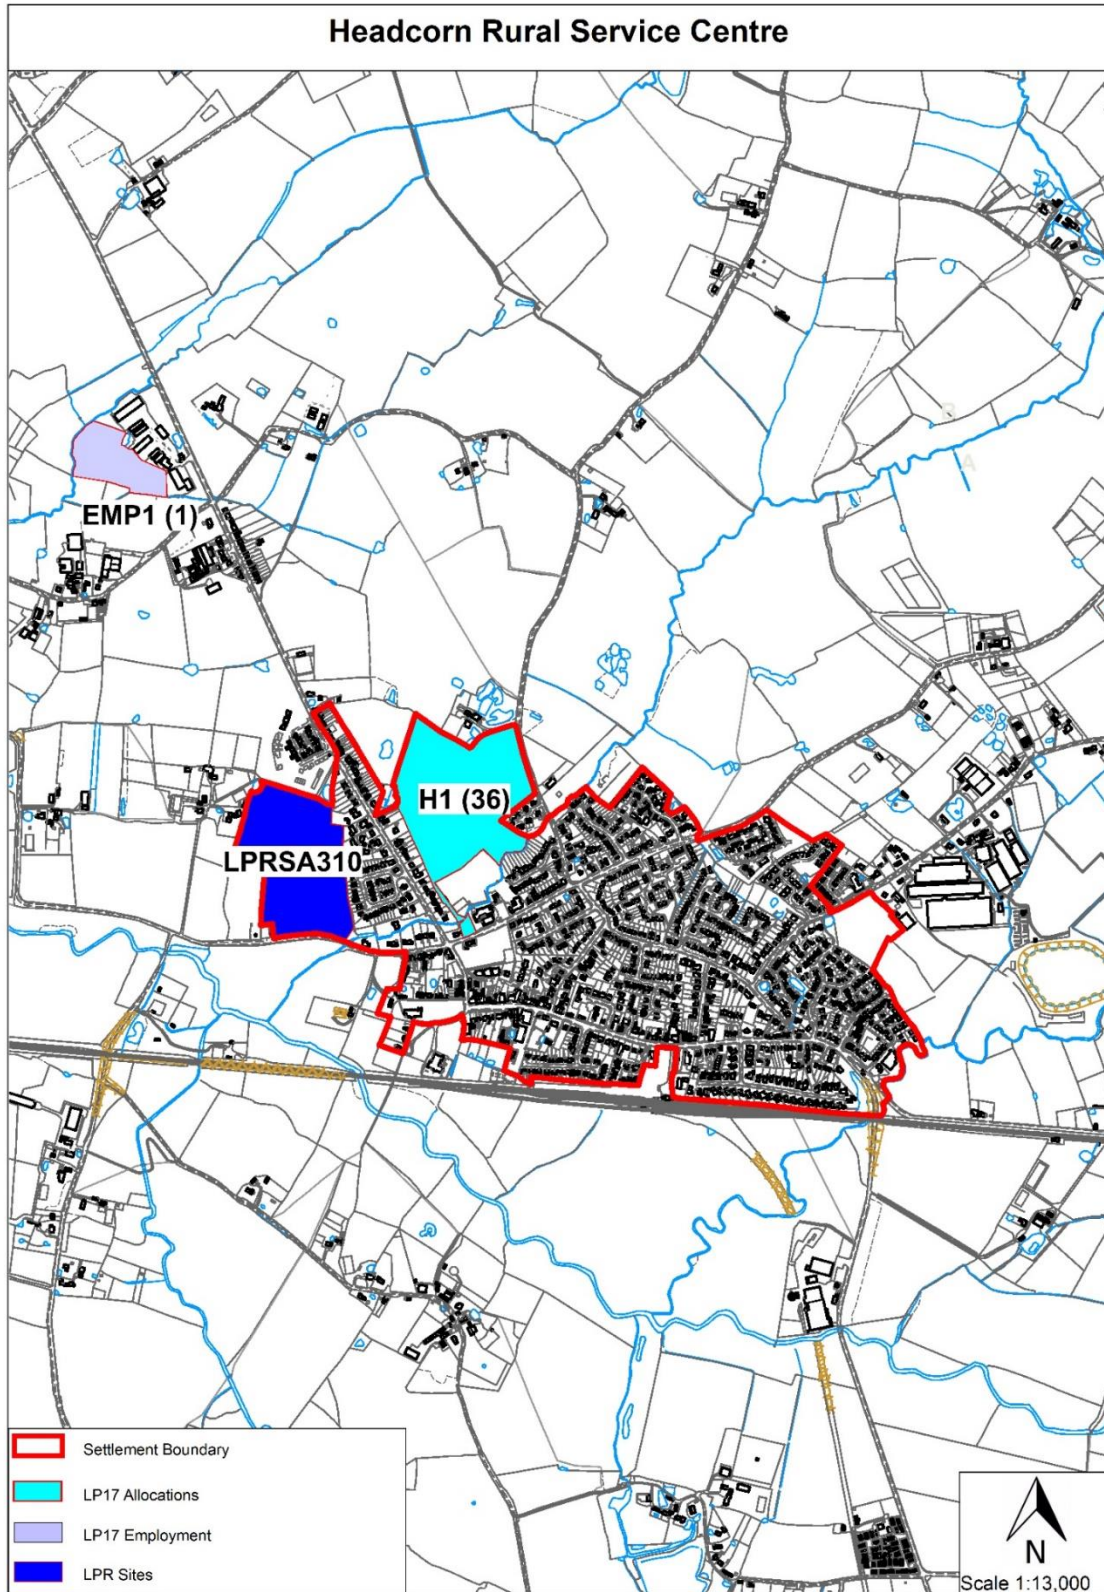 Headcorn Rural Service Centre
B
A
EMP1 (1)
H1 (36)
LPRSA310
Settlement Boundary
LP17 Allocations
LP17 Employment
LPR Sites
N
Scale 1:13,000